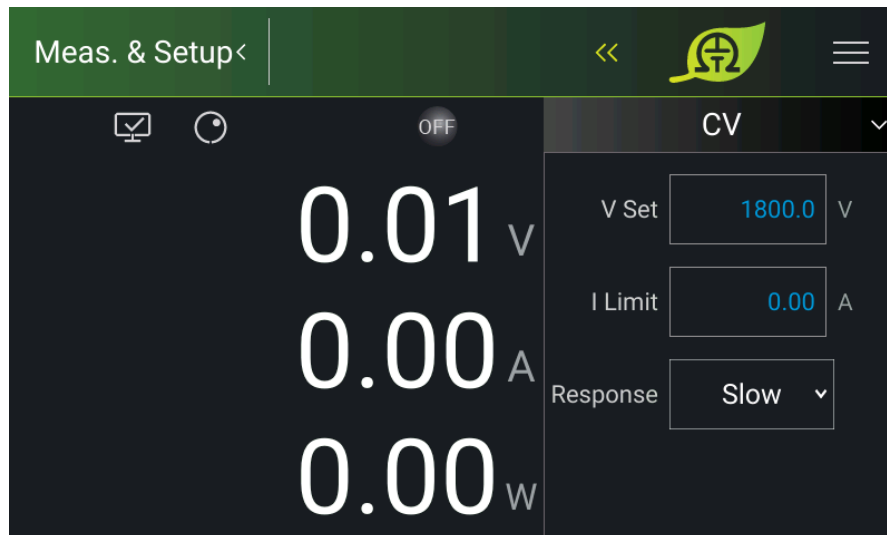 Meas. & Setup<
OFF
CV
0.01 V
V Set 1800.0 V
I Limit 0.00 A
0.00 A
Response Slow
0.00 W